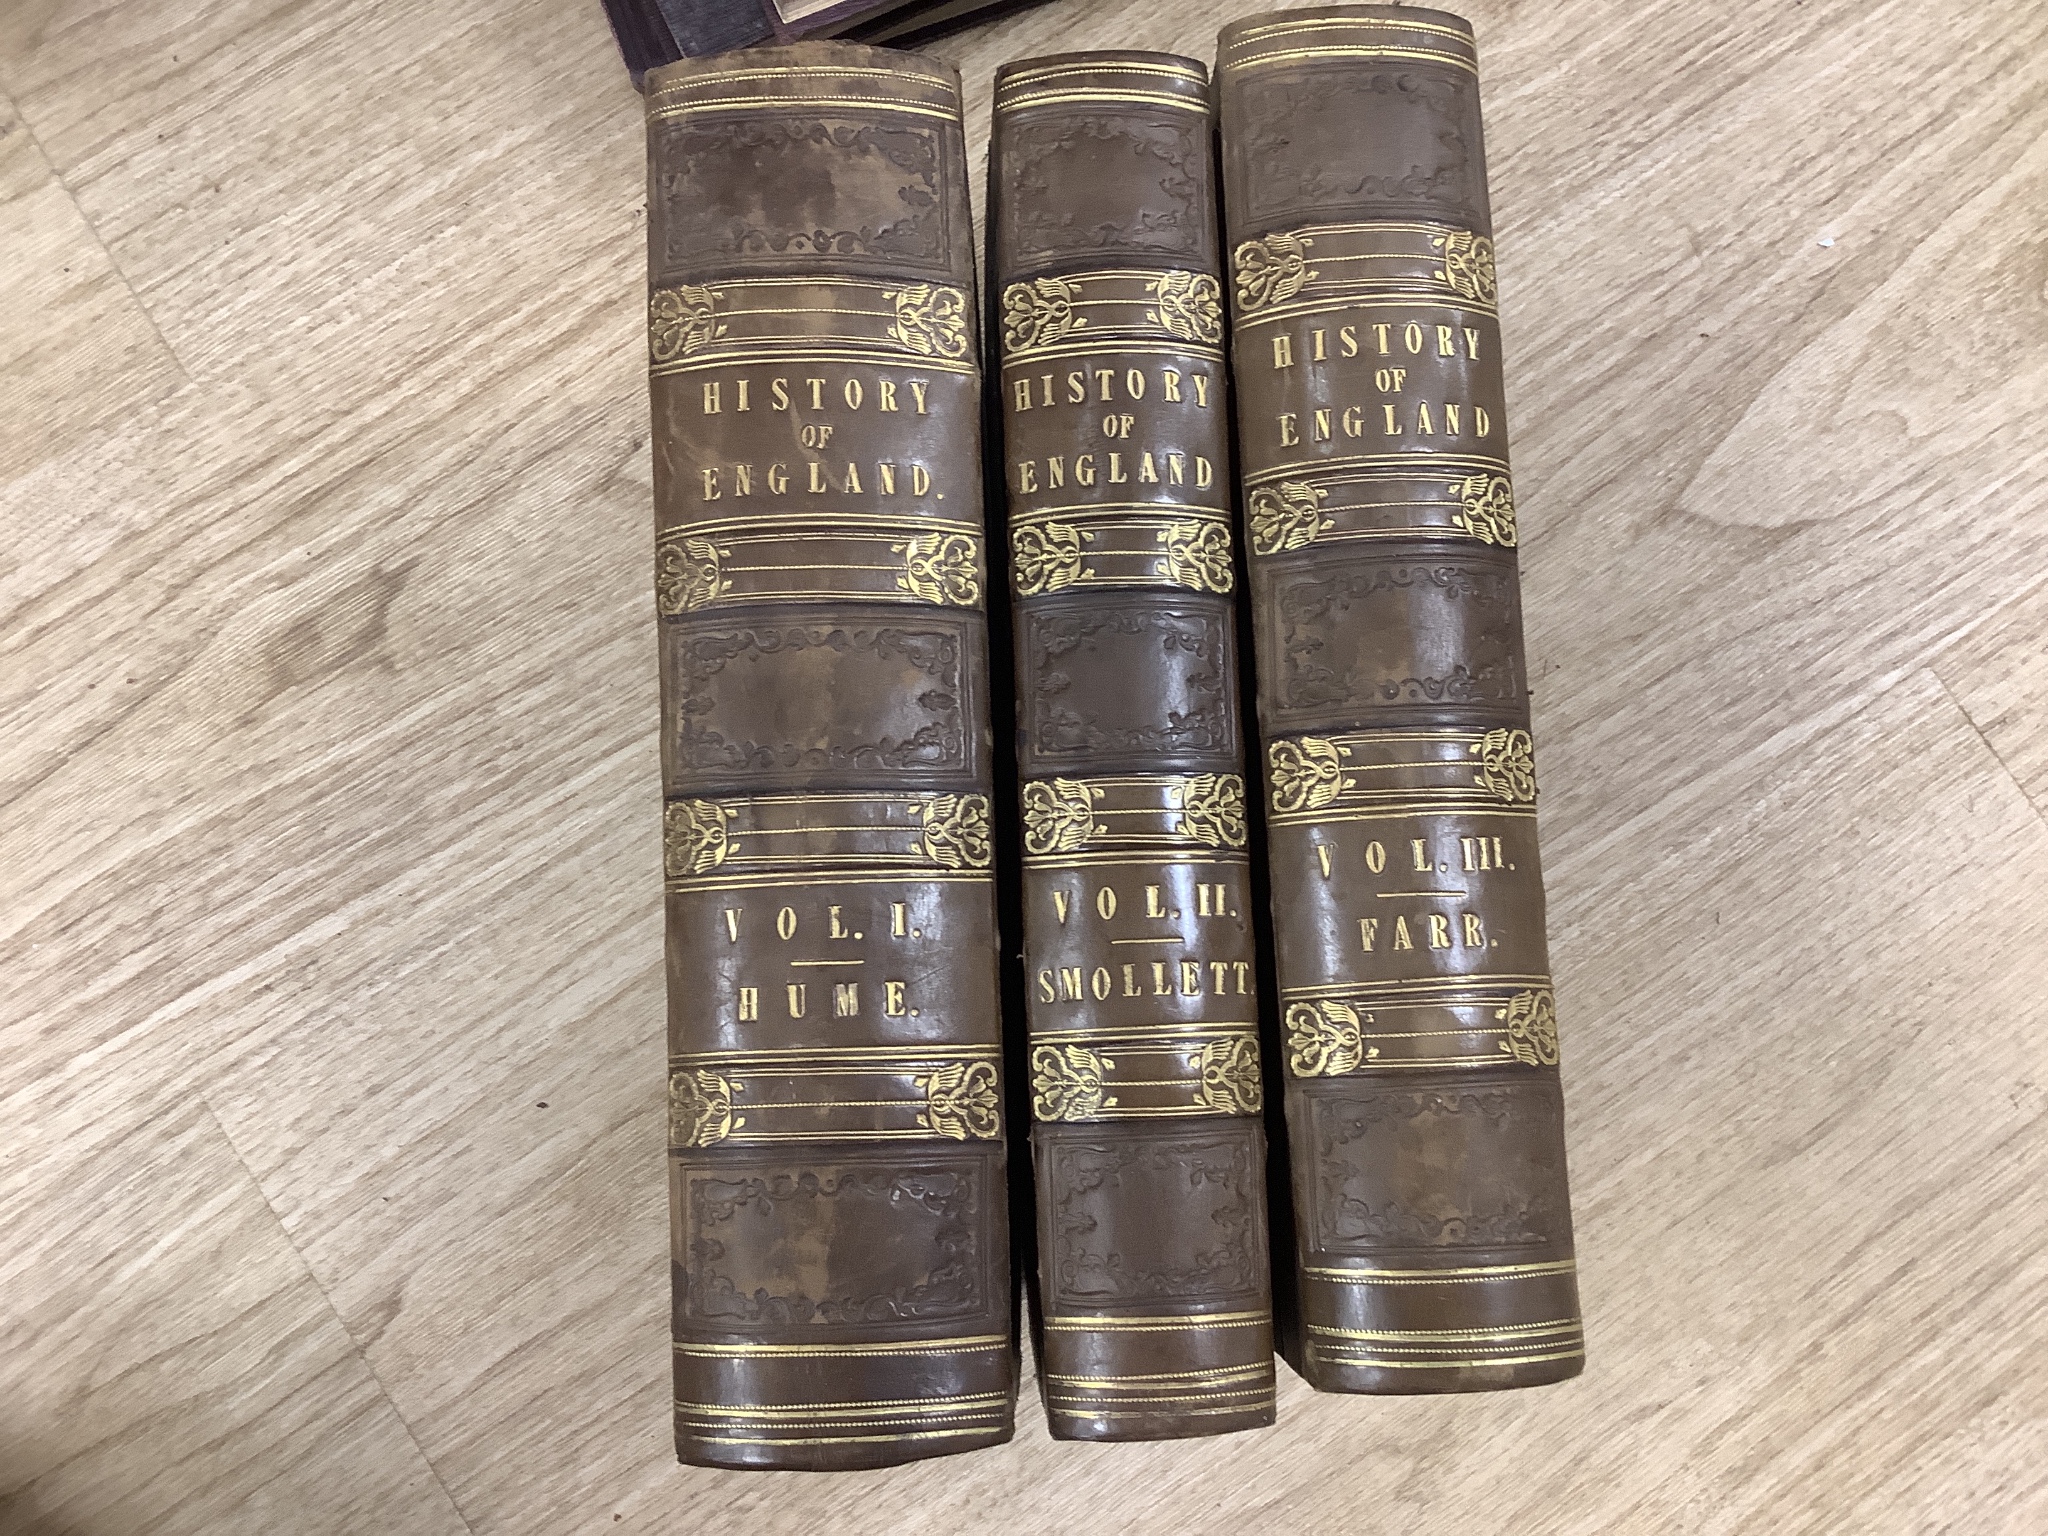 HISTORY
OF
ENGLAND.
VOL. I.
HUME.
HISTORY
OF
ENGLAND
VOL. II.
SMOLLETT.
HISTORY
OF
ENGLAND
VOL. III.
FARR.